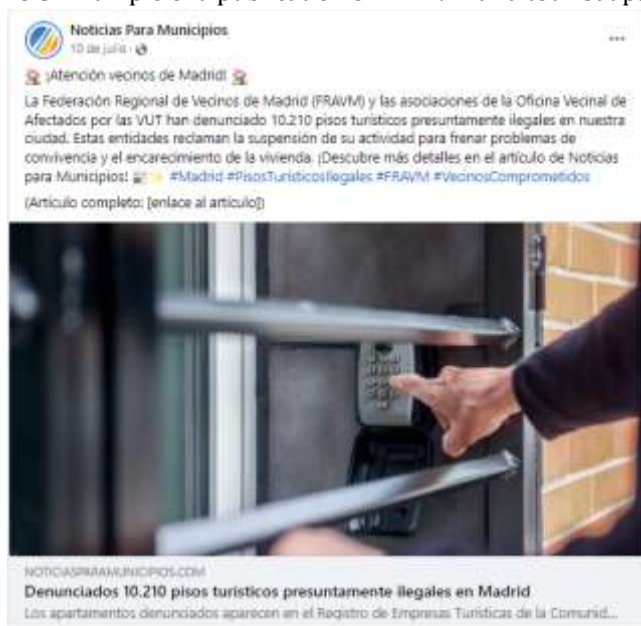 Noticias Para Municipios
10 de julio ·
¡Atención vecinos de Madrid!
La Federación Regional de Vecinos de Madrid (FRAVM) y las asociaciones de la Oficina Vecinal de
Afectados por las VUT han denunciado 10.210 pisos turísticos presuntamente ilegales en nuestra
ciudad. Estas entidades reclaman la suspensión de su actividad para frenar problemas de
convivencia y el encarecimiento de la vivienda. ¡Descubre más detalles en el artículo de Noticias
para Municipios! #Madrid #PisosTurísticosIlegales #FRAVM #VecinosComprometidos
(Artículo completo: [enlace al artículo])
NOTICIASPARAMUNICIPIOS.COM
Denunciados 10.210 pisos turísticos presuntamente ilegales en Madrid
Los apartamentos denunciados aparecen en el Registro de Empresas Turísticas de la Comunid...